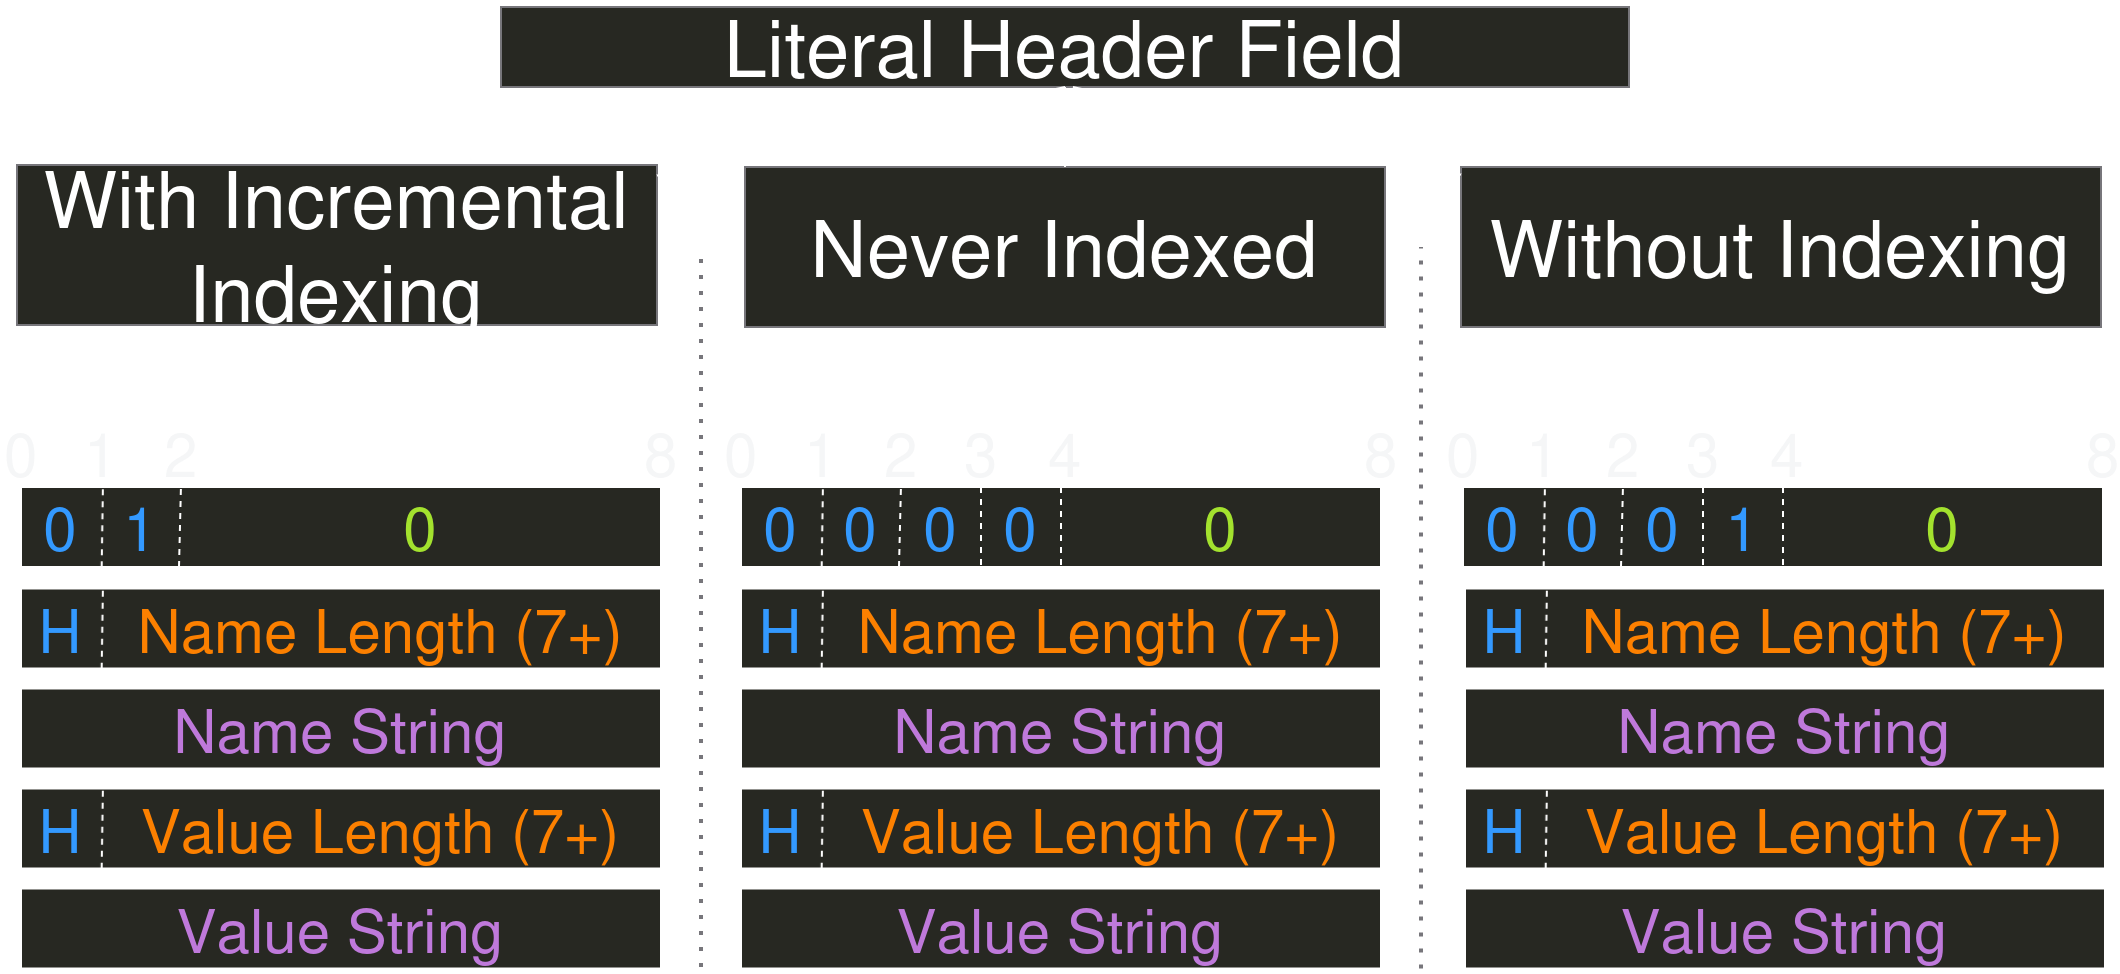 Literal Header Field
With Incremental
Indexing
0 1 2 8
0 1 0
H Name Length (7+)
Name String
H Value Length (7+)
Value String
Never Indexed
0 1 2 3 4 8
0 0 0 0 0
H Name Length (7+)
Name String
H Value Length (7+)
Value String
Without Indexing
0 1 2 3 4 8
0 0 0 1 0
H Name Length (7+)
Name String
H Value Length (7+)
Value String